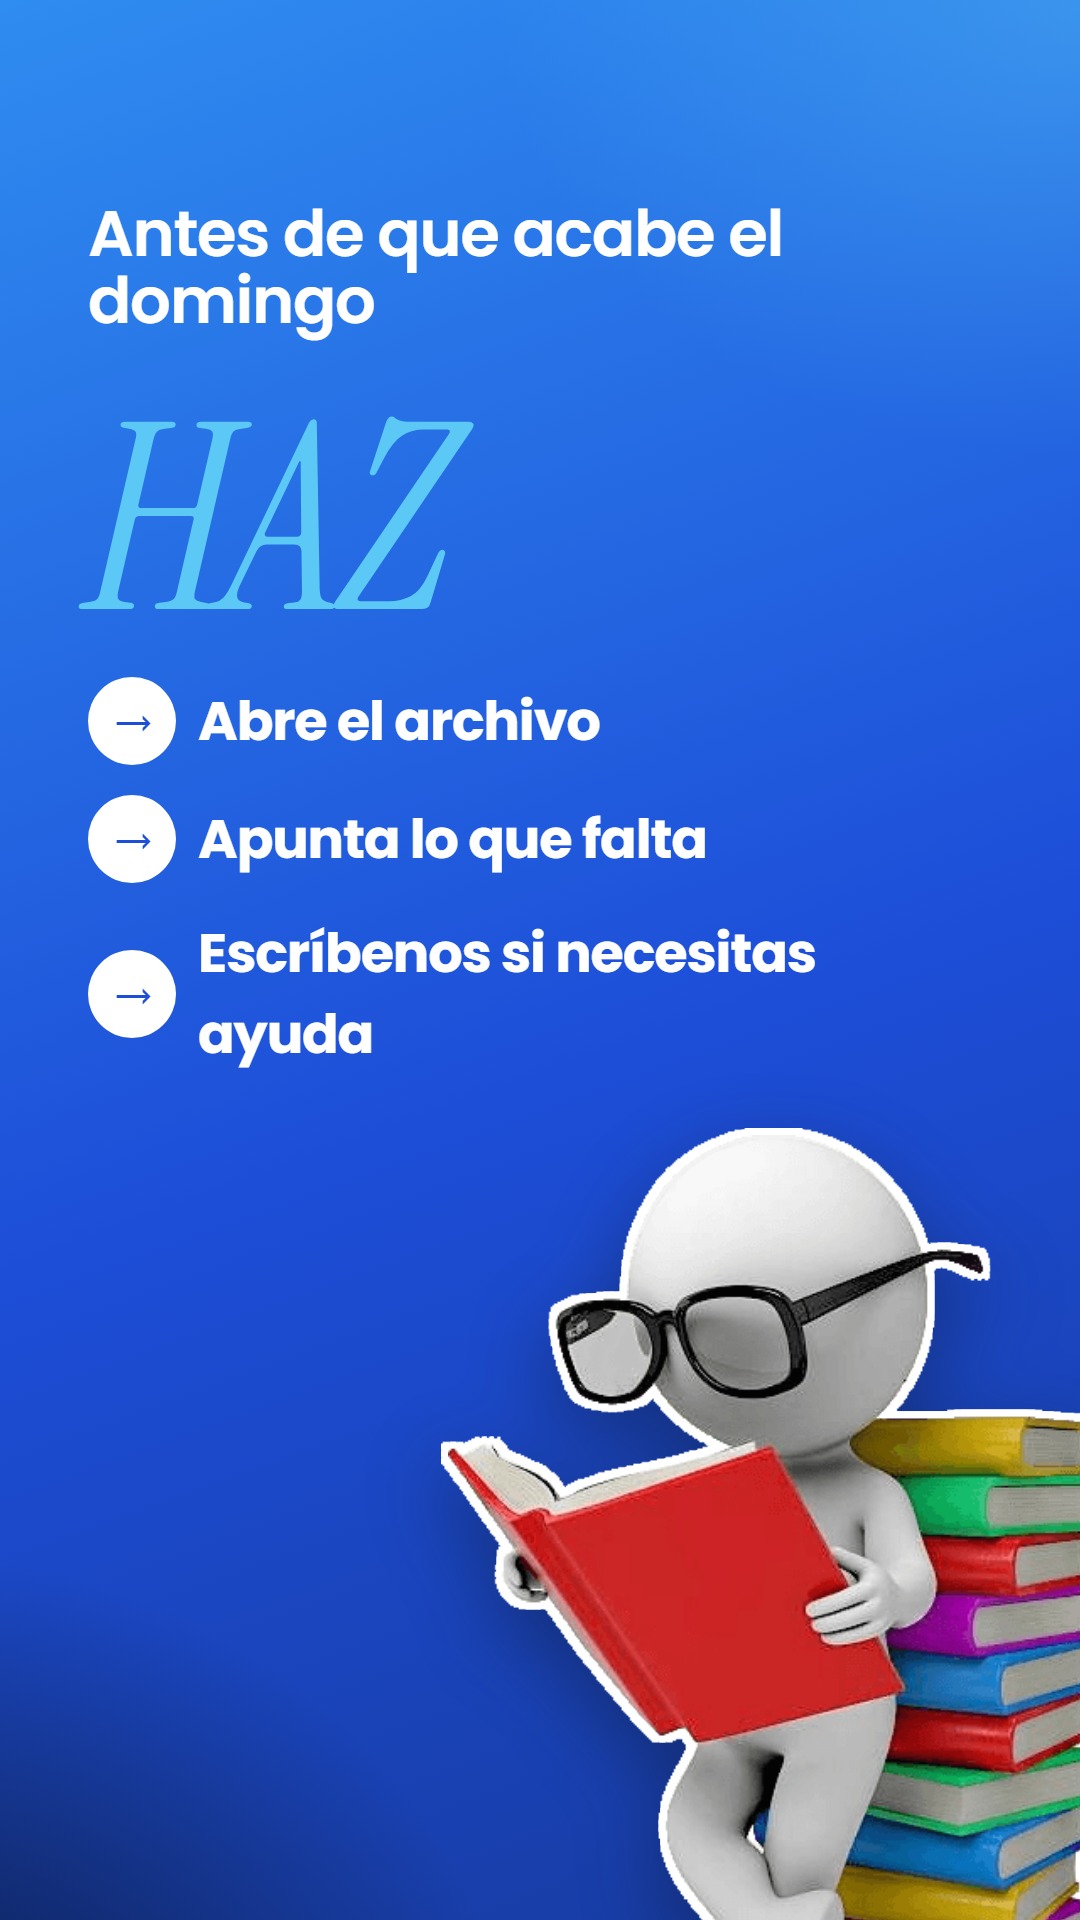 Antes de que acabe el
domingo
HAZ
→ Abre el archivo
→ Apunta lo que falta
→ Escríbenos si necesitas
ayuda